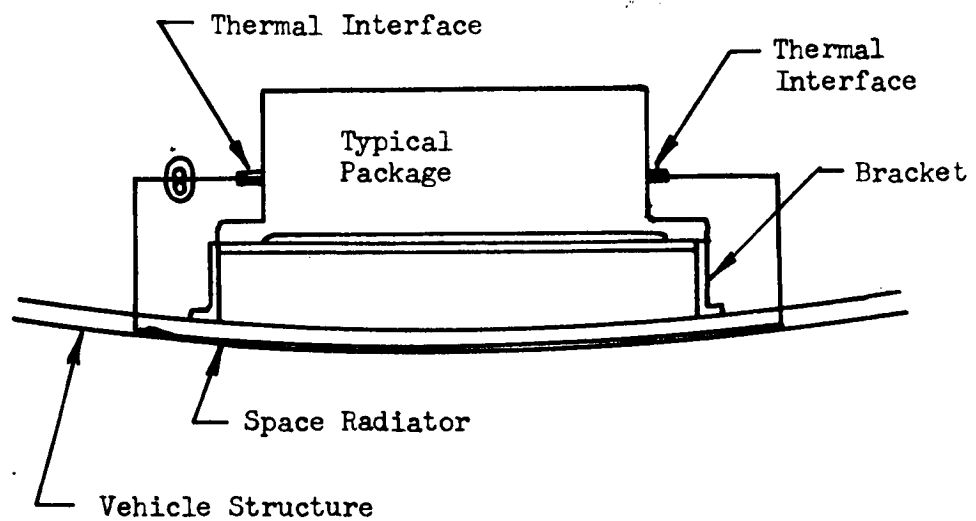 Thermal Interface
Thermal
Interface
Typical
Package
Bracket
Space Radiator
Vehicle Structure